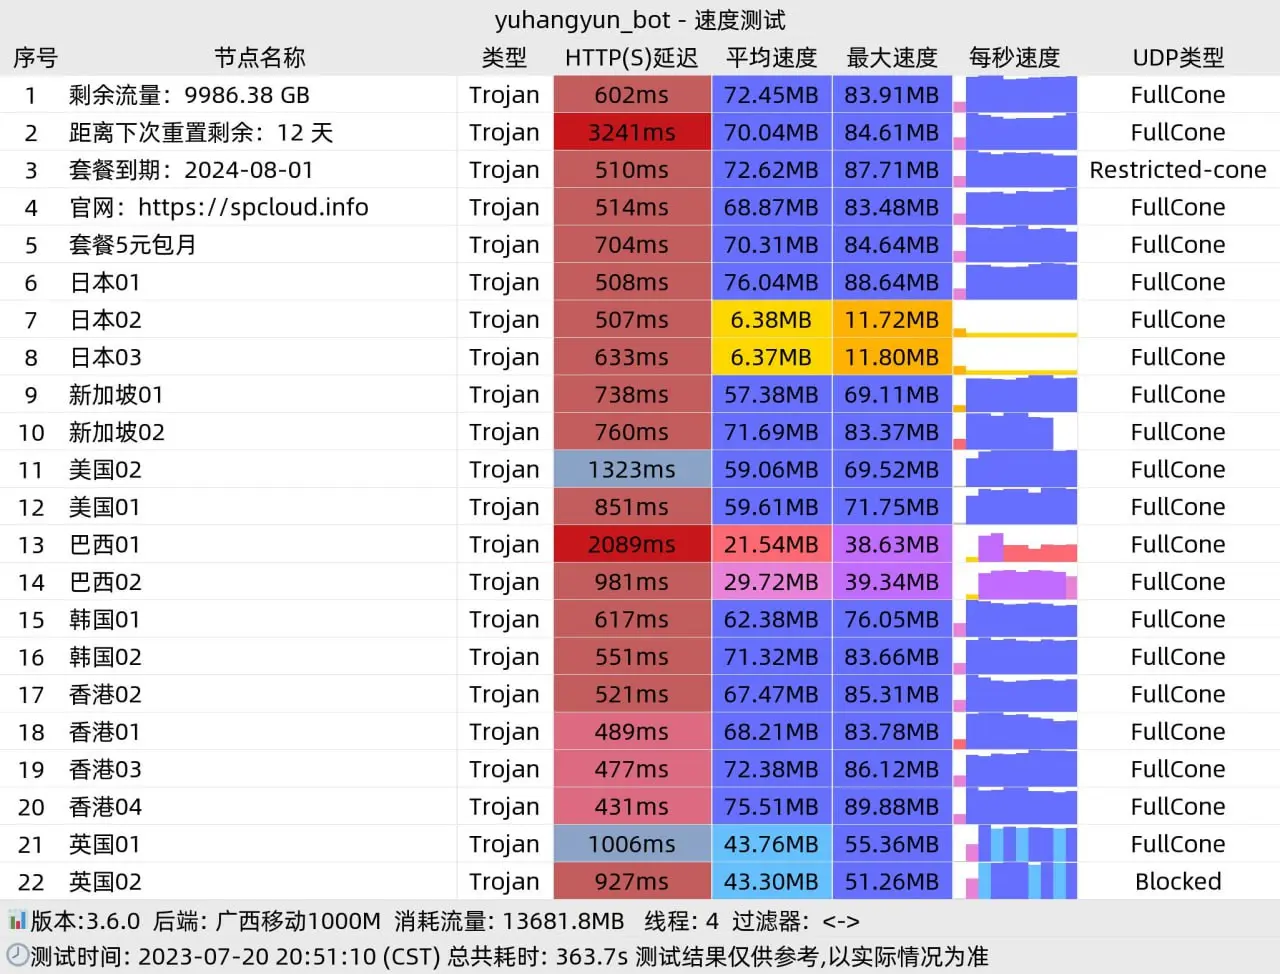 yuhangyun_bot - 速度测试
序号 节点名称 类型 HTTP(S)延迟 平均速度 最大速度 每秒速度 UDP类型
1 剩余流量：9986.38 GB Trojan 602ms 72.45MB 83.91MB FullCone
2 距离下次重置剩余：12 天 Trojan 3241ms 70.04MB 84.61MB FullCone
3 套餐到期：2024-08-01 Trojan 510ms 72.62MB 87.71MB Restricted-cone
4 官网：https://spcloud.info Trojan 514ms 68.87MB 83.48MB FullCone
5 套餐5元包月 Trojan 704ms 70.31MB 84.64MB FullCone
6 日本01 Trojan 508ms 76.04MB 88.64MB FullCone
7 日本02 Trojan 507ms 6.38MB 11.72MB FullCone
8 日本03 Trojan 633ms 6.37MB 11.80MB FullCone
9 新加坡01 Trojan 738ms 57.38MB 69.11MB FullCone
10 新加坡02 Trojan 760ms 71.69MB 83.37MB FullCone
11 美国02 Trojan 1323ms 59.06MB 69.52MB FullCone
12 美国01 Trojan 851ms 59.61MB 71.75MB FullCone
13 巴西01 Trojan 2089ms 21.54MB 38.63MB FullCone
14 巴西02 Trojan 981ms 29.72MB 39.34MB FullCone
15 韩国01 Trojan 617ms 62.38MB 76.05MB FullCone
16 韩国02 Trojan 551ms 71.32MB 83.66MB FullCone
17 香港02 Trojan 521ms 67.47MB 85.31MB FullCone
18 香港01 Trojan 489ms 68.21MB 83.78MB FullCone
19 香港03 Trojan 477ms 72.38MB 86.12MB FullCone
20 香港04 Trojan 431ms 75.51MB 89.88MB FullCone
21 英国01 Trojan 1006ms 43.76MB 55.36MB FullCone
22 英国02 Trojan 927ms 43.30MB 51.26MB Blocked
版本:3.6.0 后端: 广西移动1000M 消耗流量: 13681.8MB 线程: 4 过滤器: <->
测试时间: 2023-07-20 20:51:10 (CST) 总共耗时: 363.7s 测试结果仅供参考,以实际情况为准